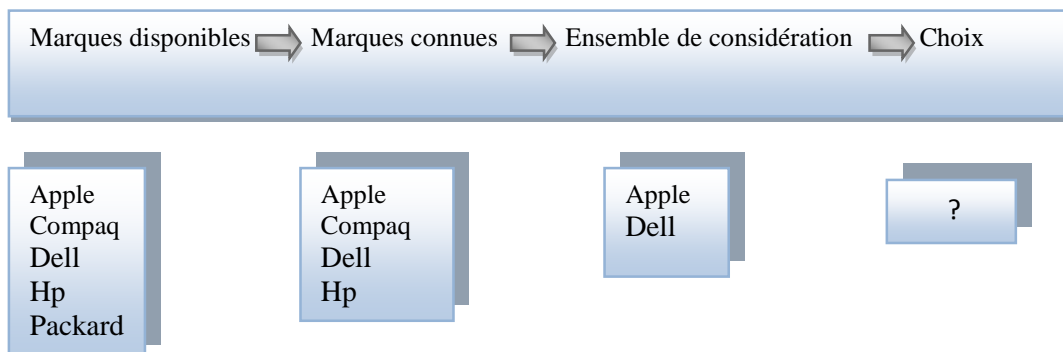 Marques disponibles Marques connues Ensemble de considération Choix
Apple
Compaq
Dell
Hp
Packard
Apple
Compaq
Dell
Hp
Apple
Dell
?